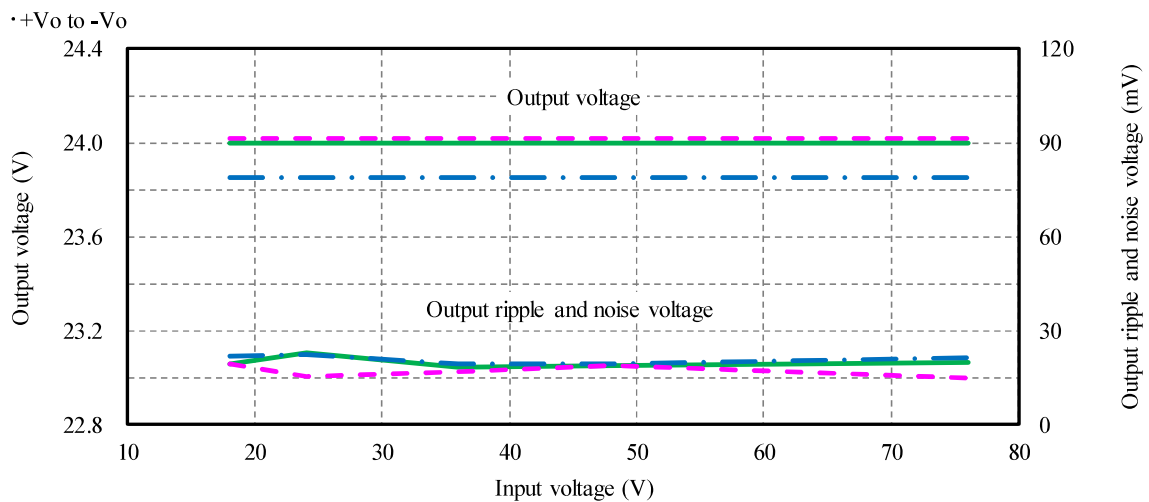 ·+Vo to -Vo
24.4
24.0
23.6
23.2
22.8
Output voltage (V)
Output voltage
Output ripple and noise voltage
120
90
60
30
0
Output ripple and noise voltage (mV)
10 20 30 40 50 60 70 80
Input voltage (V)